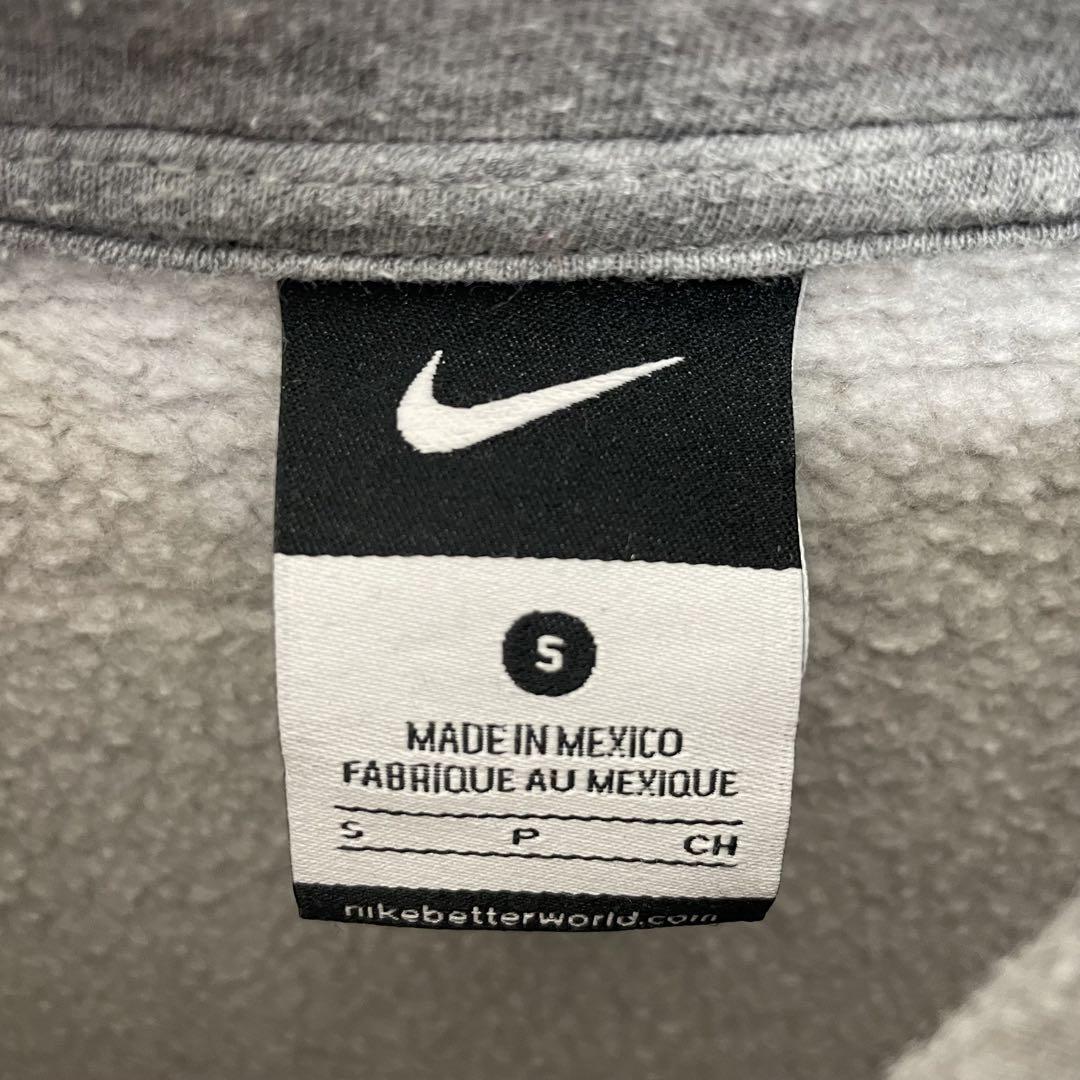 S
MADE IN MEXICO
FABRIQUE AU MEXIQUE
S P CH
nikebetterworld.com